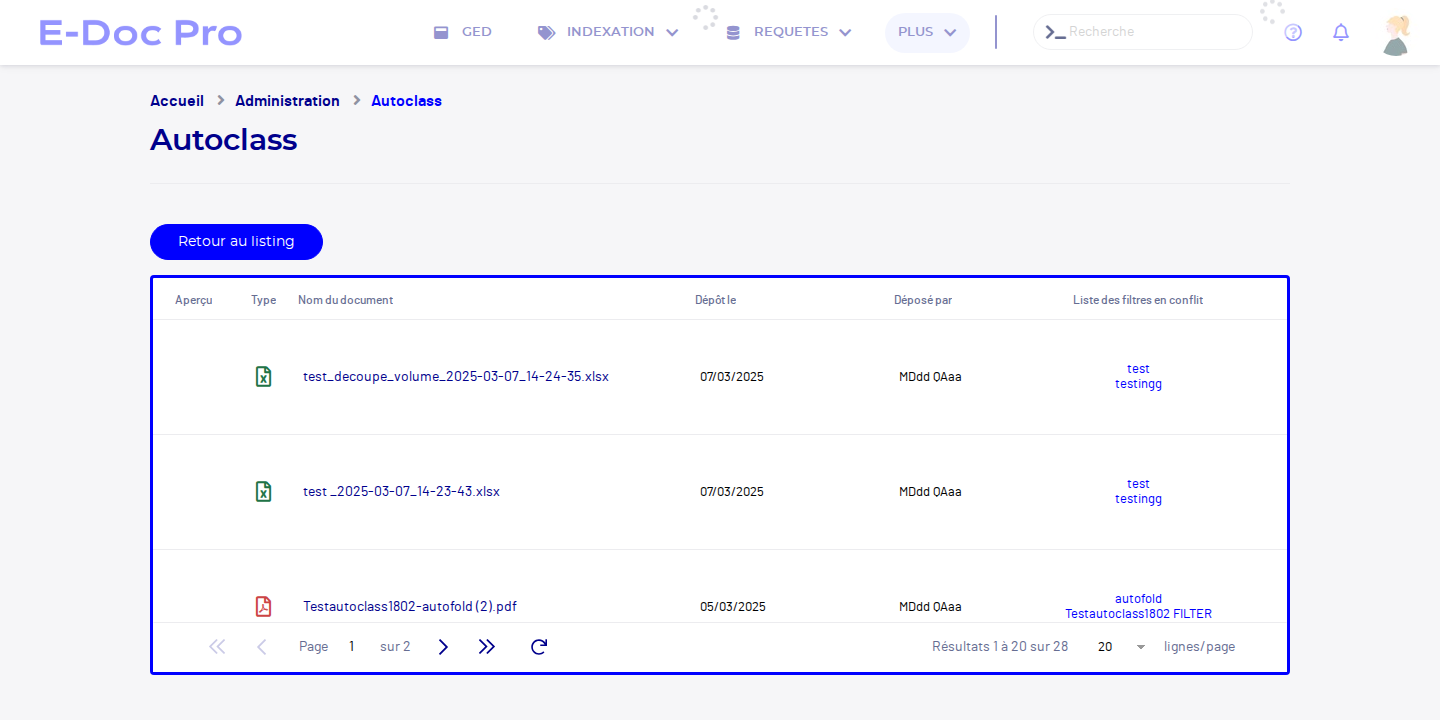 E-Doc Pro GED INDEXATION REQUETES PLUS Recherche
Accueil Administration Autoclass
Autoclass
Retour au listing
Aperçu Type Nom du document Dépôt le Déposé par Liste des filtres en conflit
test_decoupe_volume_2025-03-07_14-24-35.xlsx 07/03/2025 MDdd QAaa test
testingg
test _2025-03-07_14-23-43.xlsx 07/03/2025 MDdd QAaa test
testingg
Testautoclass1802-autofold (2).pdf 05/03/2025 MDdd QAaa autofold
Testautoclass1802 FILTER
Page 1 sur 2 Résultats 1 à 20 sur 28 20 lignes/page